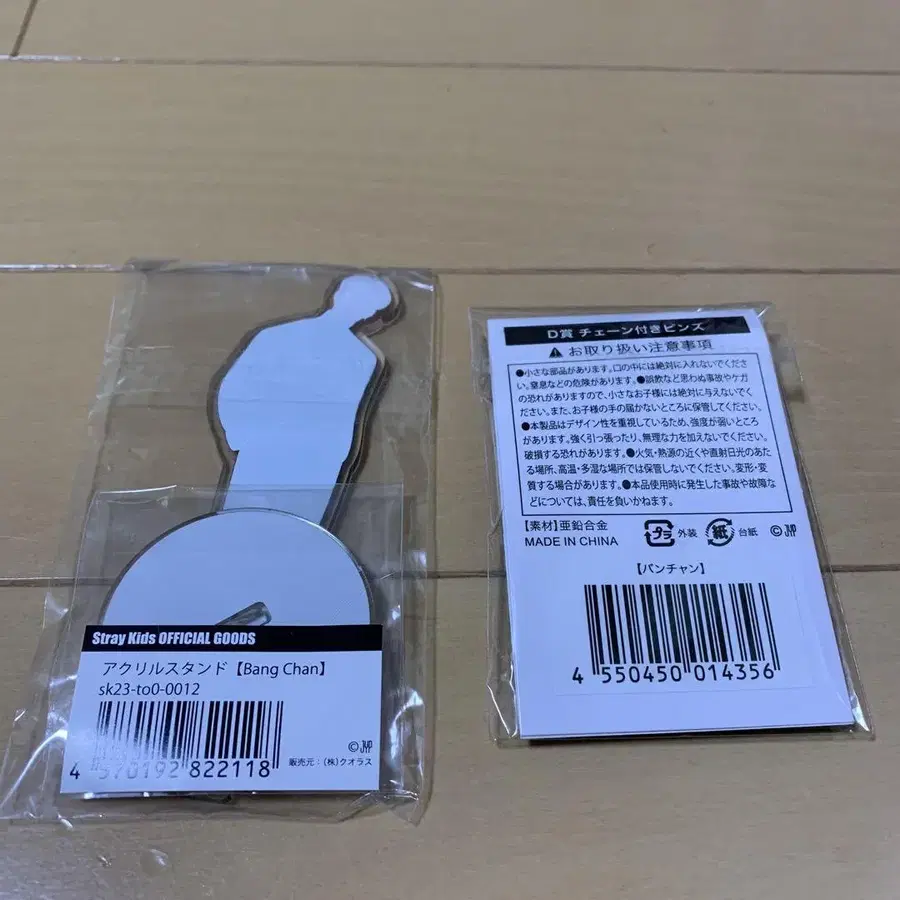 Stray Kids OFFICIAL GOODS
アクリルスタンド【Bang Chan】
sk23-to0-0012
©JYP
販売元：(株)クオラス
4 570192 822118
D賞 チェーン付きピンズ
お取り扱い注意事項
●小さな部品があります。口の中には絶対に入れないでくださ
い。窒息などの危険があります。●誤飲など思わぬ事故やケガ
の恐れがありますので、小さなお子様には絶対に与えないでく
ださい。また、お子様の手の届かないところに保管してください。
●本製品はデザイン性を重視しているため、強度が弱いところ
があります。強く引っ張ったり、無理な力を加えないでください。
破損する恐れがあります。●火気・熱源の近くや直射日光のあた
る場所、高温・多湿な場所では保管しないでください。変形・変
質する場合があります。●本品使用時に発生した事故や故障な
どについては、責任を負いかねます。
【素材】亜鉛合金
MADE IN CHINA
プラ 外装 紙 台紙 ©JYP
【バンチャン】
4 550450 014356